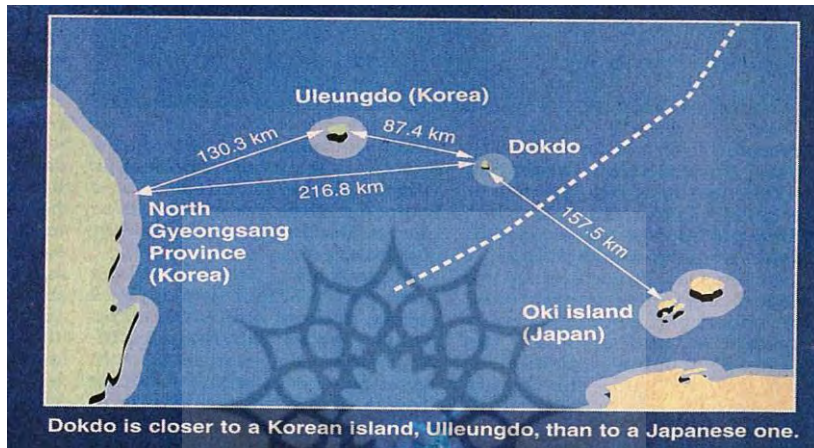 Uleungdo (Korea)
130.3 km
87.4 km
Dokdo
216.8 km
North
Gyeongsang
Province
(Korea)
157.5 km
Oki island
(Japan)
Dokdo is closer to a Korean island, Ulleungdo, than to a Japanese one.